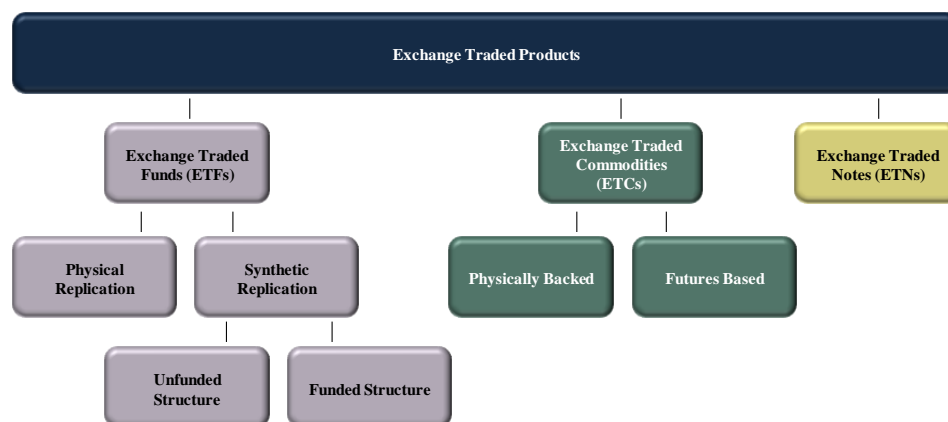 Exchange Traded Products
Exchange Traded
Funds (ETFs)
Exchange Traded
Commodities
(ETCs)
Exchange Traded
Notes (ETNs)
Physical
Replication
Synthetic
Replication
Physically Backed
Futures Based
Unfunded
Structure
Funded Structure